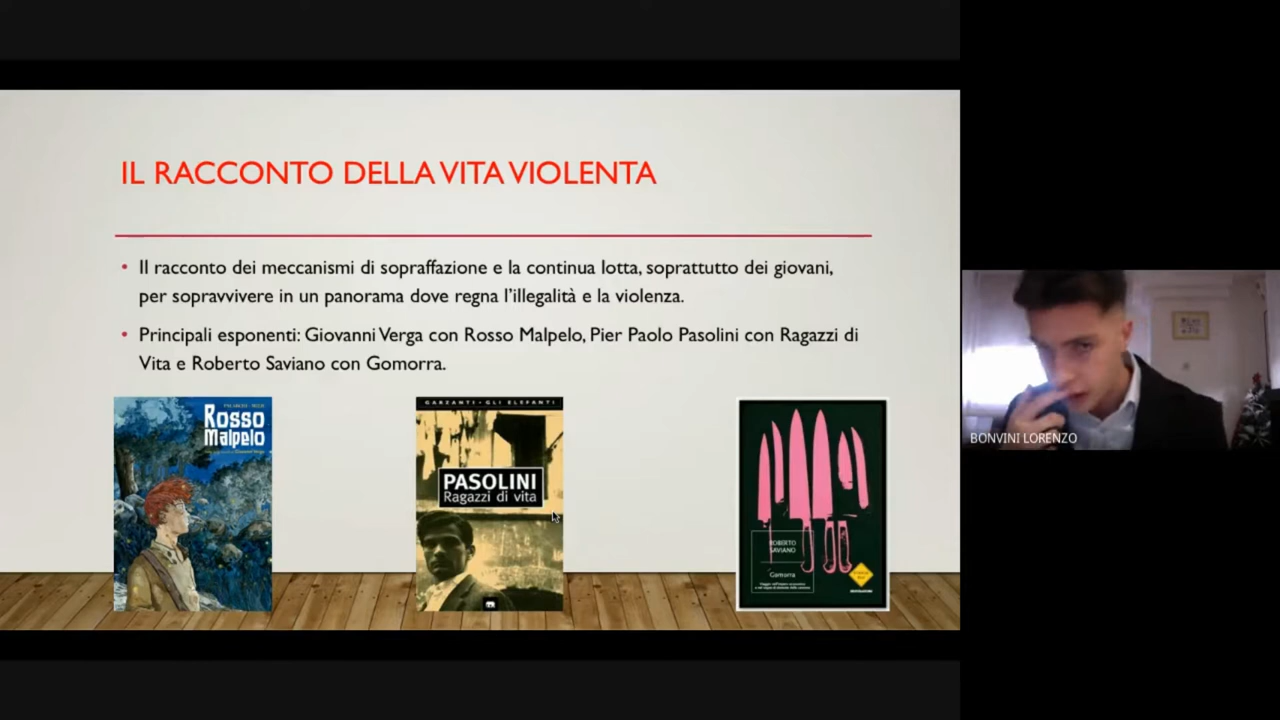 IL RACCONTO DELLA VITA VIOLENTA
• Il racconto dei meccanismi di sopraffazione e la continua lotta, soprattutto dei giovani,
per sopravvivere in un panorama dove regna l'illegalità e la violenza.
• Principali esponenti: Giovanni Verga con Rosso Malpelo, Pier Paolo Pasolini con Ragazzi di
Vita e Roberto Saviano con Gomorra.
Rosso
Malpelo
GARZANTI · GLI ELEFANTI
PASOLINI
Ragazzi di vita
ROBERTO
SAVIANO
Gomorra
BONVINI LORENZO